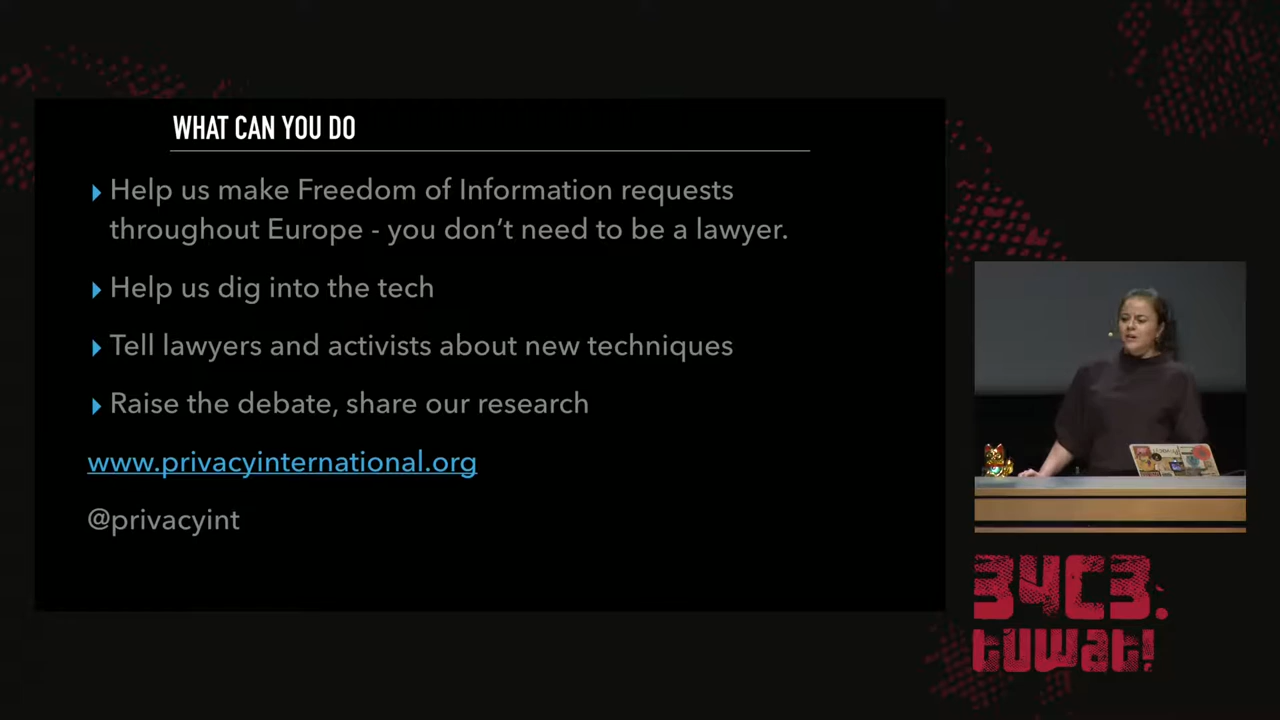 WHAT CAN YOU DO
Help us make Freedom of Information requests
throughout Europe - you don't need to be a lawyer.
Help us dig into the tech
Tell lawyers and activists about new techniques
Raise the debate, share our research
www.privacyinternational.org
@privacyint
34C3.
tuwat!